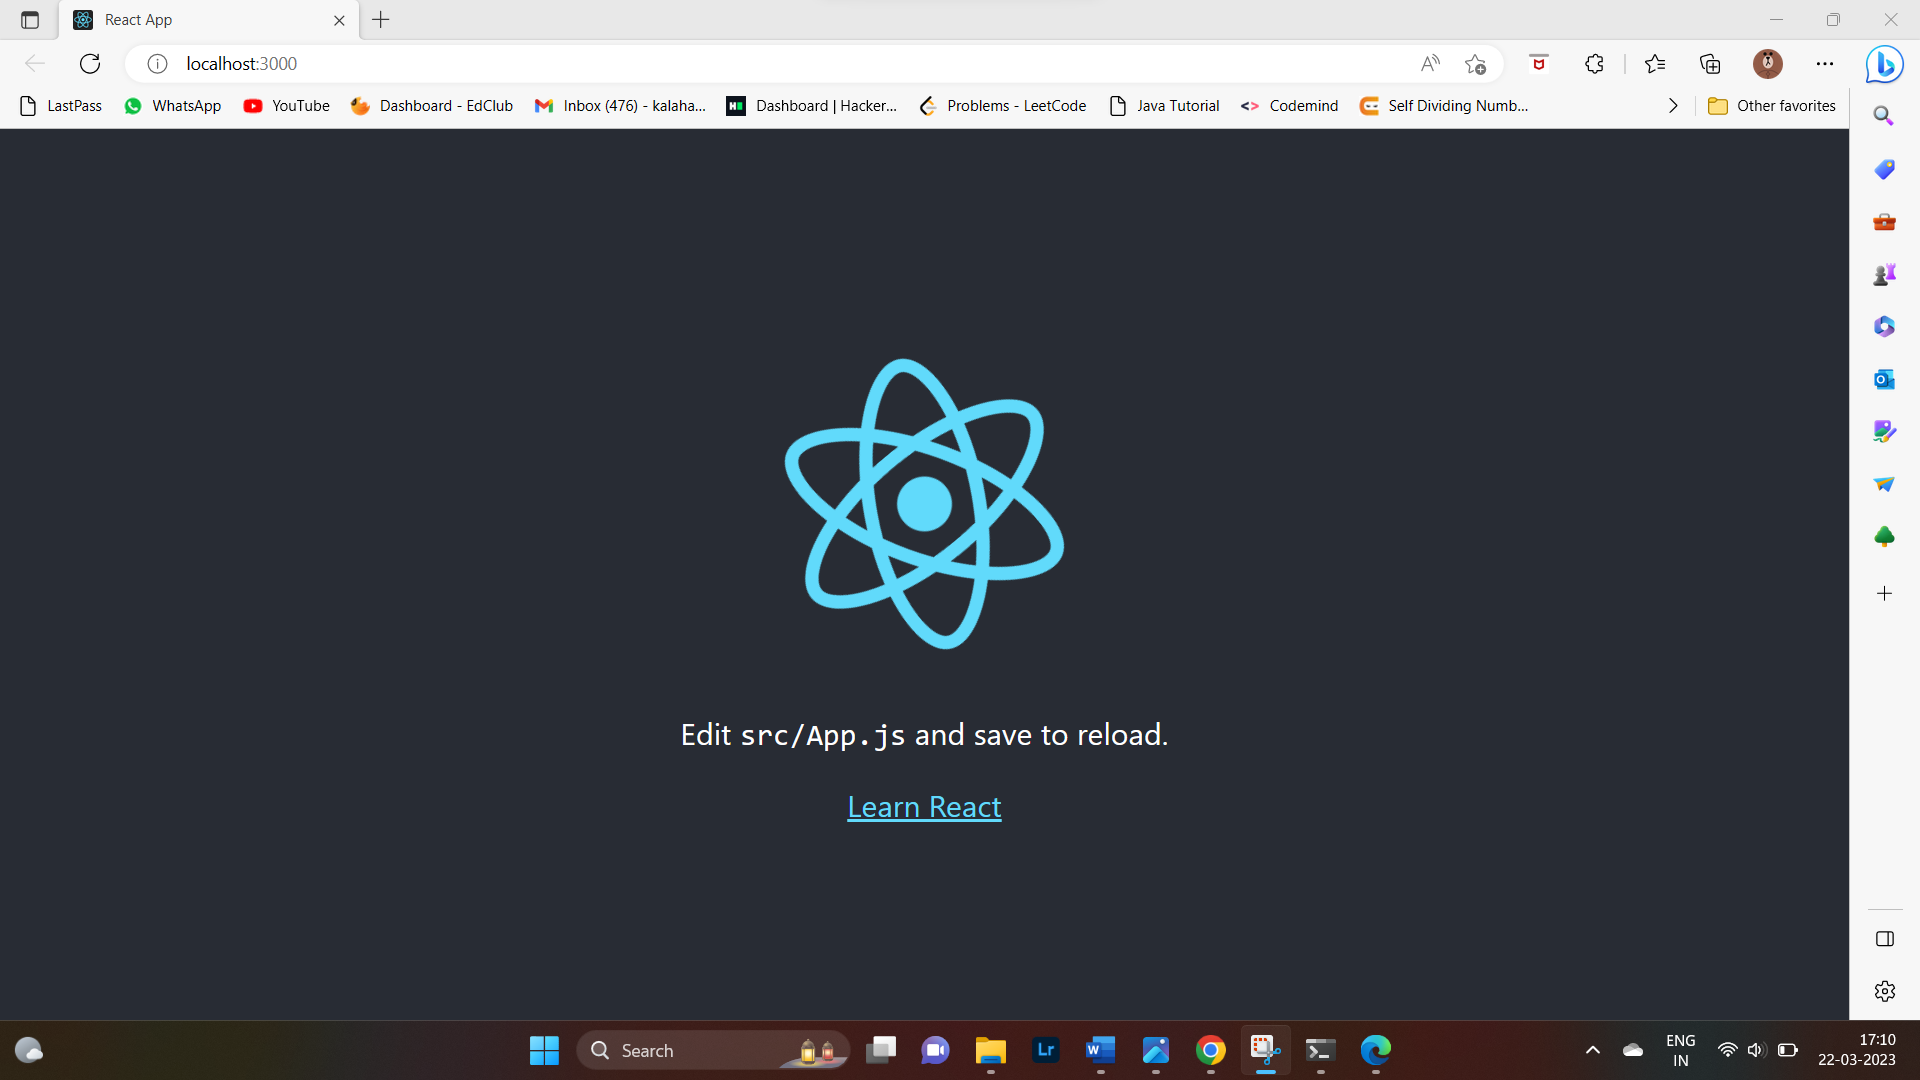 React App
localhost:3000
LastPass
WhatsApp
YouTube
Dashboard - EdClub
Inbox (476) - kalaha...
Dashboard | Hacker...
Problems - LeetCode
Java Tutorial
Codemind
Self Dividing Numb...
Other favorites
Edit src/App.js and save to reload.
Learn React
Search
Lr
W
ENG
IN
17:10
22-03-2023